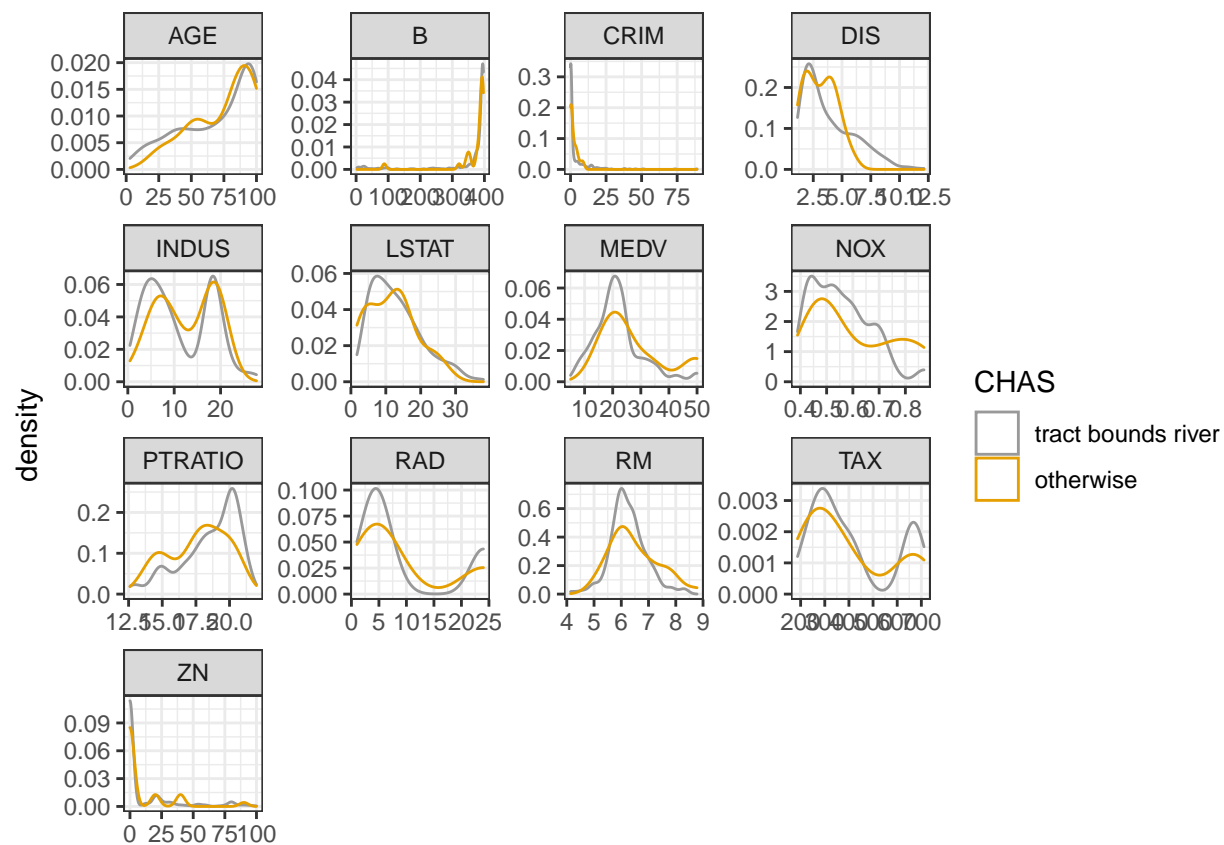 AGE B CRIM DIS
0.020
0.015
0.010
0.005
0.000
0.04
0.03
0.02
0.01
0.00
0.3
0.2
0.1
0.0
0.2
0.1
0.0
0 25 50 75 100
0 100 200 300 400
0 25 50 75
2.5 5.0 7.5 10.0 12.5
INDUS LSTAT MEDV NOX
0.06
0.04
0.02
0.00
0.06
0.04
0.02
0.00
0.06
0.04
0.02
0.00
3
2
1
0
0 10 20
0 10 20 30
10 20 30 40 50
0.4 0.5 0.6 0.7 0.8
PTRATIO RAD RM TAX
0.2
0.1
0.0
0.100
0.075
0.050
0.025
0.000
0.6
0.4
0.2
0.0
0.003
0.002
0.001
0.000
12.5 15.0 17.5 20.0
0 5 10 15 20 25
4 5 6 7 8 9
200 300 400 500 600 700
ZN
0.09
0.06
0.03
0.00
0 25 50 75 100
density
CHAS
tract bounds river
otherwise